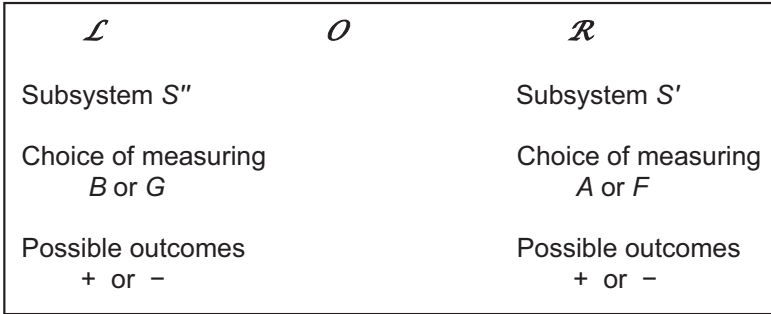 ℒ 𝒪 ℛ
Subsystem S″ Subsystem S′
Choice of measuring Choice of measuring
B or G A or F
Possible outcomes Possible outcomes
+ or − + or −